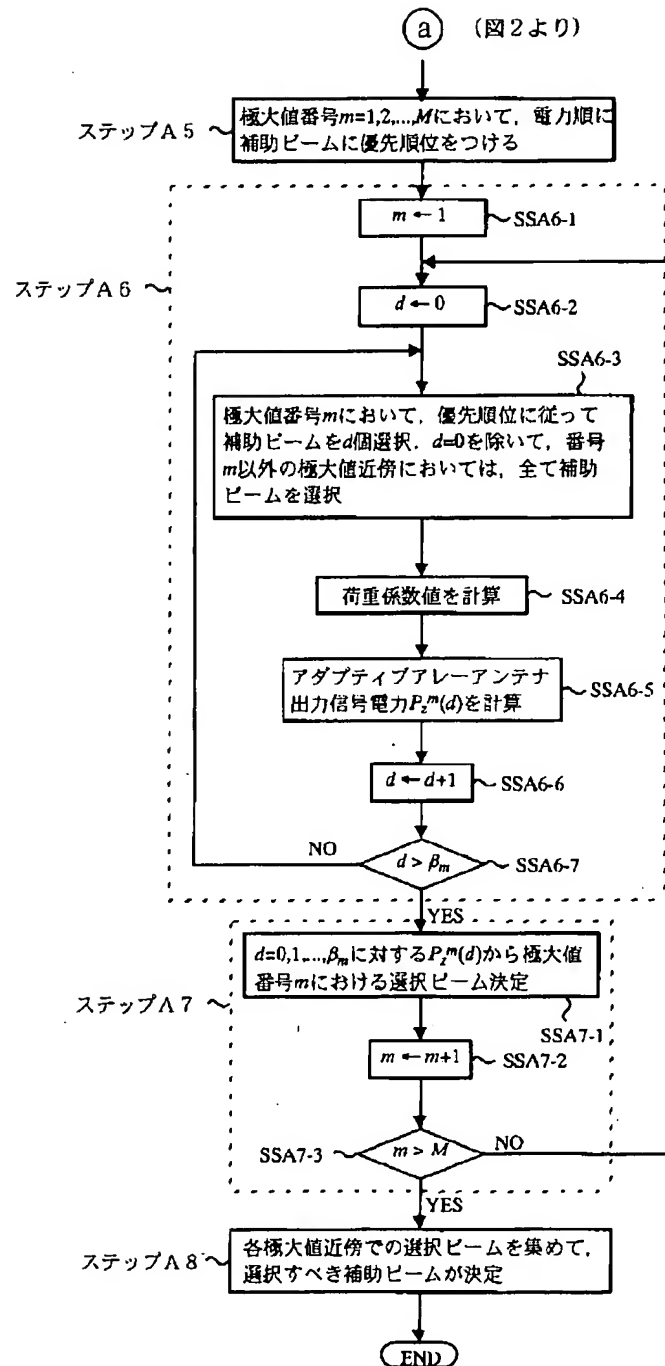 a (図2より)
ステップA5
極大値番号m=1,2,...,Mにおいて，電力順に
補助ビームに優先順位をつける
ステップA6
m ← 1
SSA6-1
d ← 0
SSA6-2
SSA6-3
極大値番号mにおいて，優先順位に従って
補助ビームをd個選択．d=0を除いて，番号
m以外の極大値近傍においては，全て補助
ビームを選択
荷重係数値を計算
SSA6-4
アダプティブアレーアンテナ
出力信号電力P_z^m(d)を計算
SSA6-5
d ← d+1
SSA6-6
NO
d > β_m
SSA6-7
YES
d=0,1,...,β_mに対するP_z^m(d)から極大値
番号mにおける選択ビーム決定
ステップA7
SSA7-1
m ← m+1
SSA7-2
SSA7-3
m > M
NO
YES
ステップA8
各極大値近傍での選択ビームを集めて，
選択すべき補助ビームが決定
END